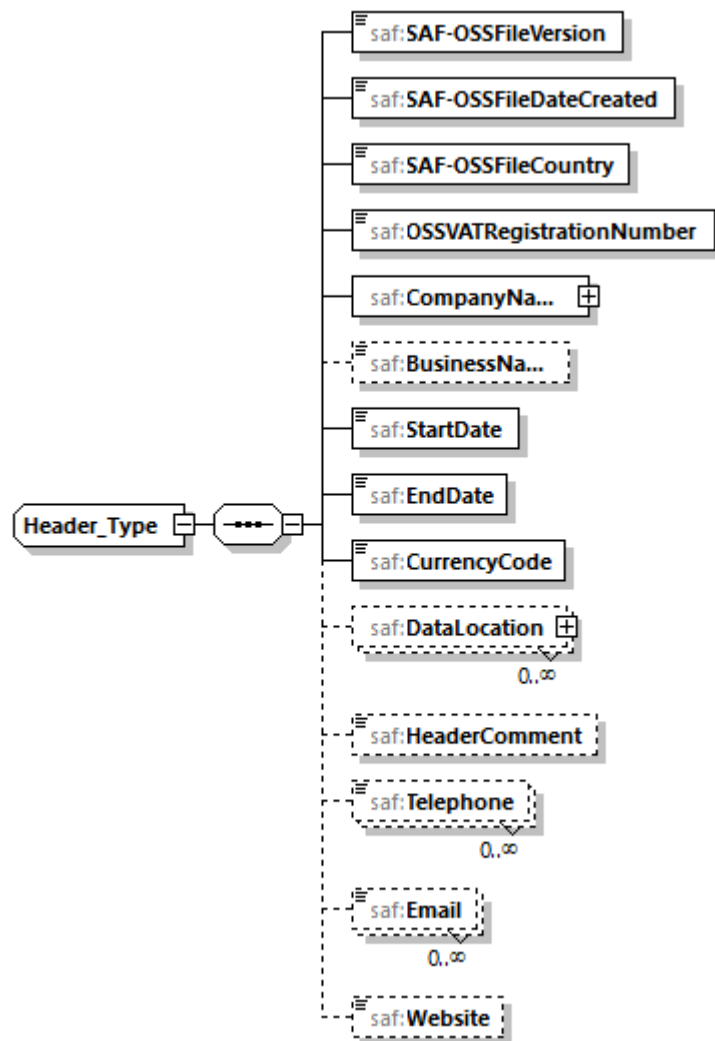 saf:SAF-OSSFileVersion
saf:SAF-OSSFileDateCreated
saf:SAF-OSSFileCountry
saf:OSSVATRegistrationNumber
saf:CompanyNa...
saf:BusinessNa...
saf:StartDate
saf:EndDate
Header_Type
saf:CurrencyCode
saf:DataLocation
0..∞
saf:HeaderComment
saf:Telephone
0..∞
saf:Email
0..∞
saf:Website